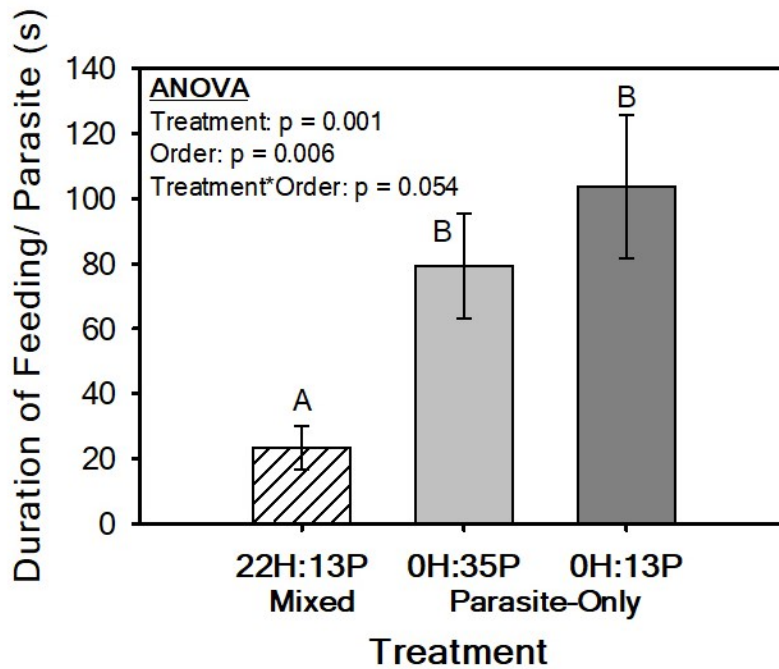 Duration of Feeding/ Parasite (s)
140
120
100
80
60
40
20
0
ANOVA
Treatment: p = 0.001
Order: p = 0.006
Treatment*Order: p = 0.054
A
B
B
22H:13P 0H:35P 0H:13P
Mixed Parasite-Only
Treatment